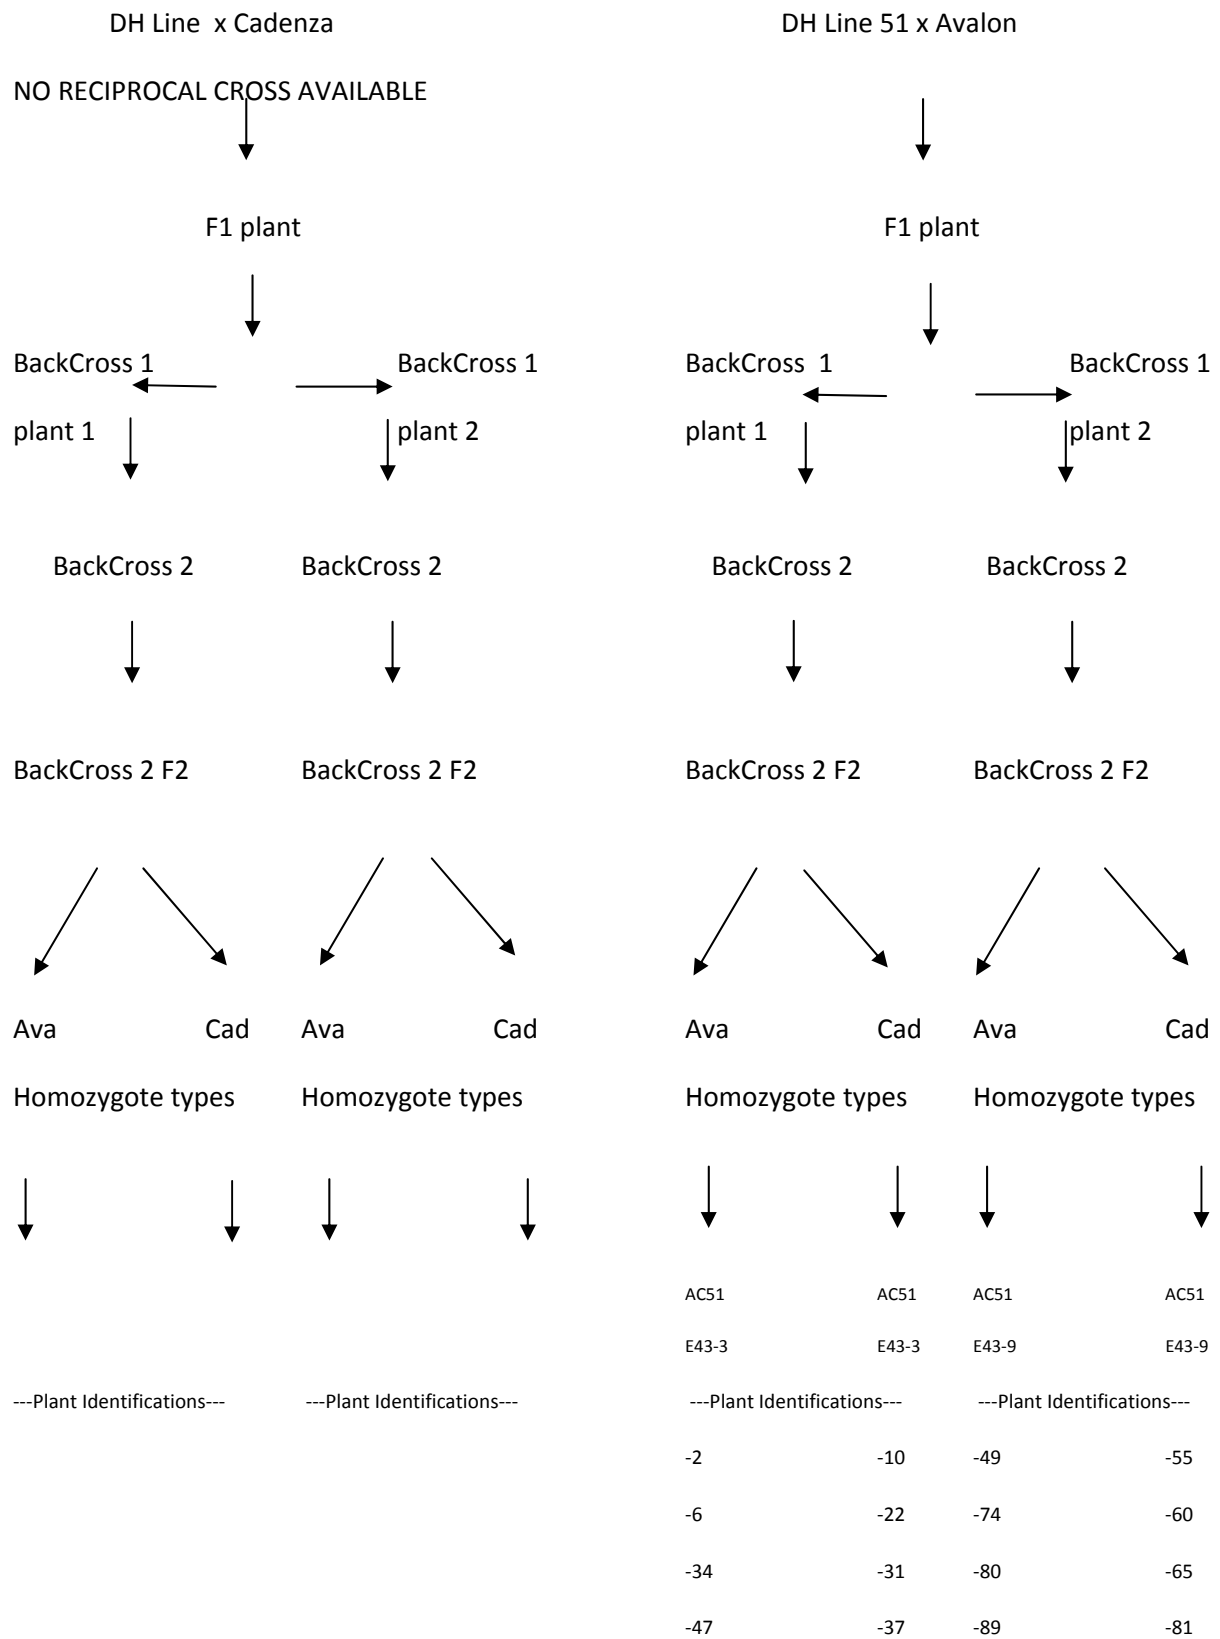 DH Line x Cadenza DH Line 51 x Avalon
NO RECIPROCAL CROSS AVAILABLE
F1 plant F1 plant
BackCross 1 BackCross 1 BackCross 1 BackCross 1
plant 1 plant 2 plant 1 plant 2
BackCross 2 BackCross 2 BackCross 2 BackCross 2
BackCross 2 F2 BackCross 2 F2 BackCross 2 F2 BackCross 2 F2
Ava Cad Ava Cad Ava Cad Ava Cad
Homozygote types Homozygote types Homozygote types Homozygote types
AC51 AC51 AC51 AC51
E43-3 E43-3 E43-9 E43-9
---Plant Identifications--- ---Plant Identifications--- ---Plant Identifications--- ---Plant Identifications---
-2 -10 -49 -55
-6 -22 -74 -60
-34 -31 -80 -65
-47 -37 -89 -81